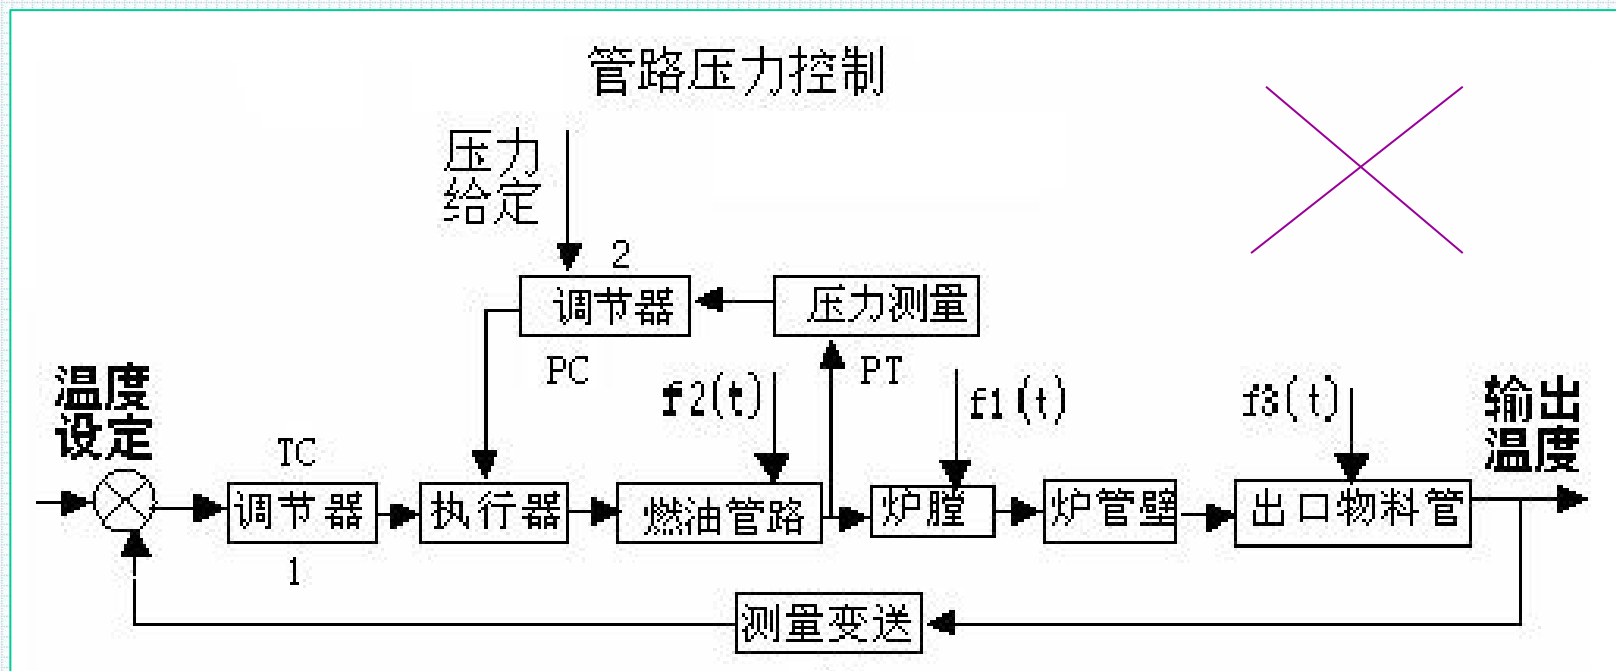 管路压力控制
压力
给定
2
调节器
压力测量
PC
PT
温度
设定
f2(t)
f1(t)
f3(t)
输出
温度
TC
调节器
执行器
燃油管路
炉膛
炉管壁
出口物料管
1
测量变送